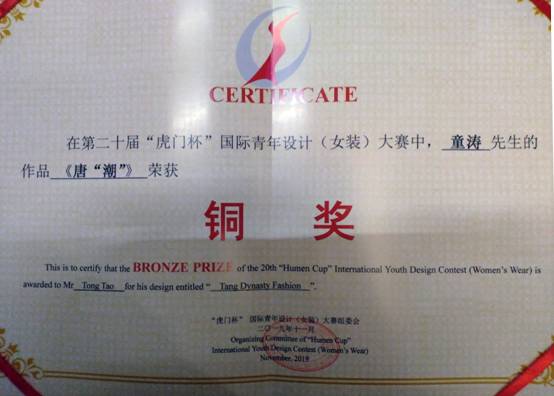 CERTIFICATE
在第二十届“虎门杯”国际青年设计（女装）大赛中，童涛 先生的
作品《唐“潮”》荣获
铜 奖
This is to certify that the BRONZE PRIZE of the 20th “Humen Cup” International Youth Design Contest (Women's Wear) is
awarded to Mr Tong Tao for his design entitled “ Tang Dynasty Fashion ”.
“虎门杯” 国际青年设计（女装）大赛组委会
二〇一九年十一月
Organizing Committee of “Humen Cup”
International Youth Design Contest (Women's Wear)
November, 2019